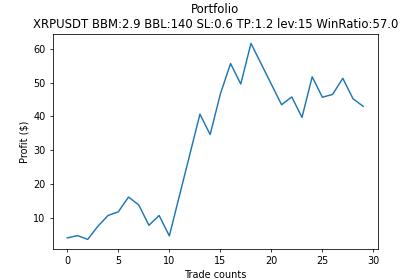 Portfolio
XRPUSDT BBM:2.9 BBL:140 SL:0.6 TP:1.2 lev:15 WinRatio:57.0
60
50
40
30
20
10
Profit ($)
0 5 10 15 20 25 30
Trade counts